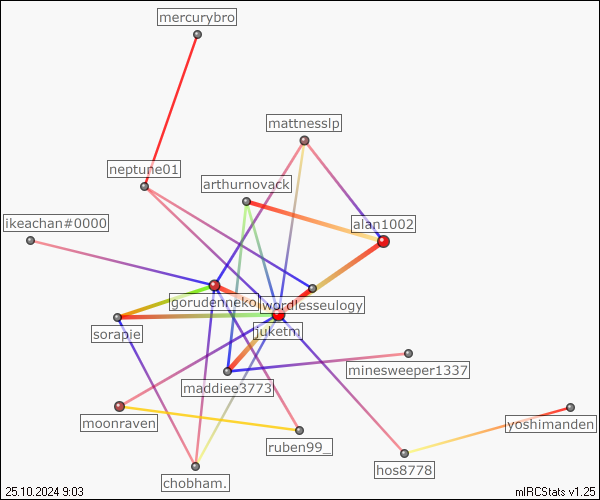 mercurybro
mattnesslp
neptune01
arthurnovack
alan1002
ikeachan#0000
gorudenneko
wordlesseulogy
juketm
sorapie
minesweeper1337
maddiee3773
moonraven
yoshimanden
ruben99_
hos8778
chobham.
25.10.2024 9:03
mIRCStats v1.25